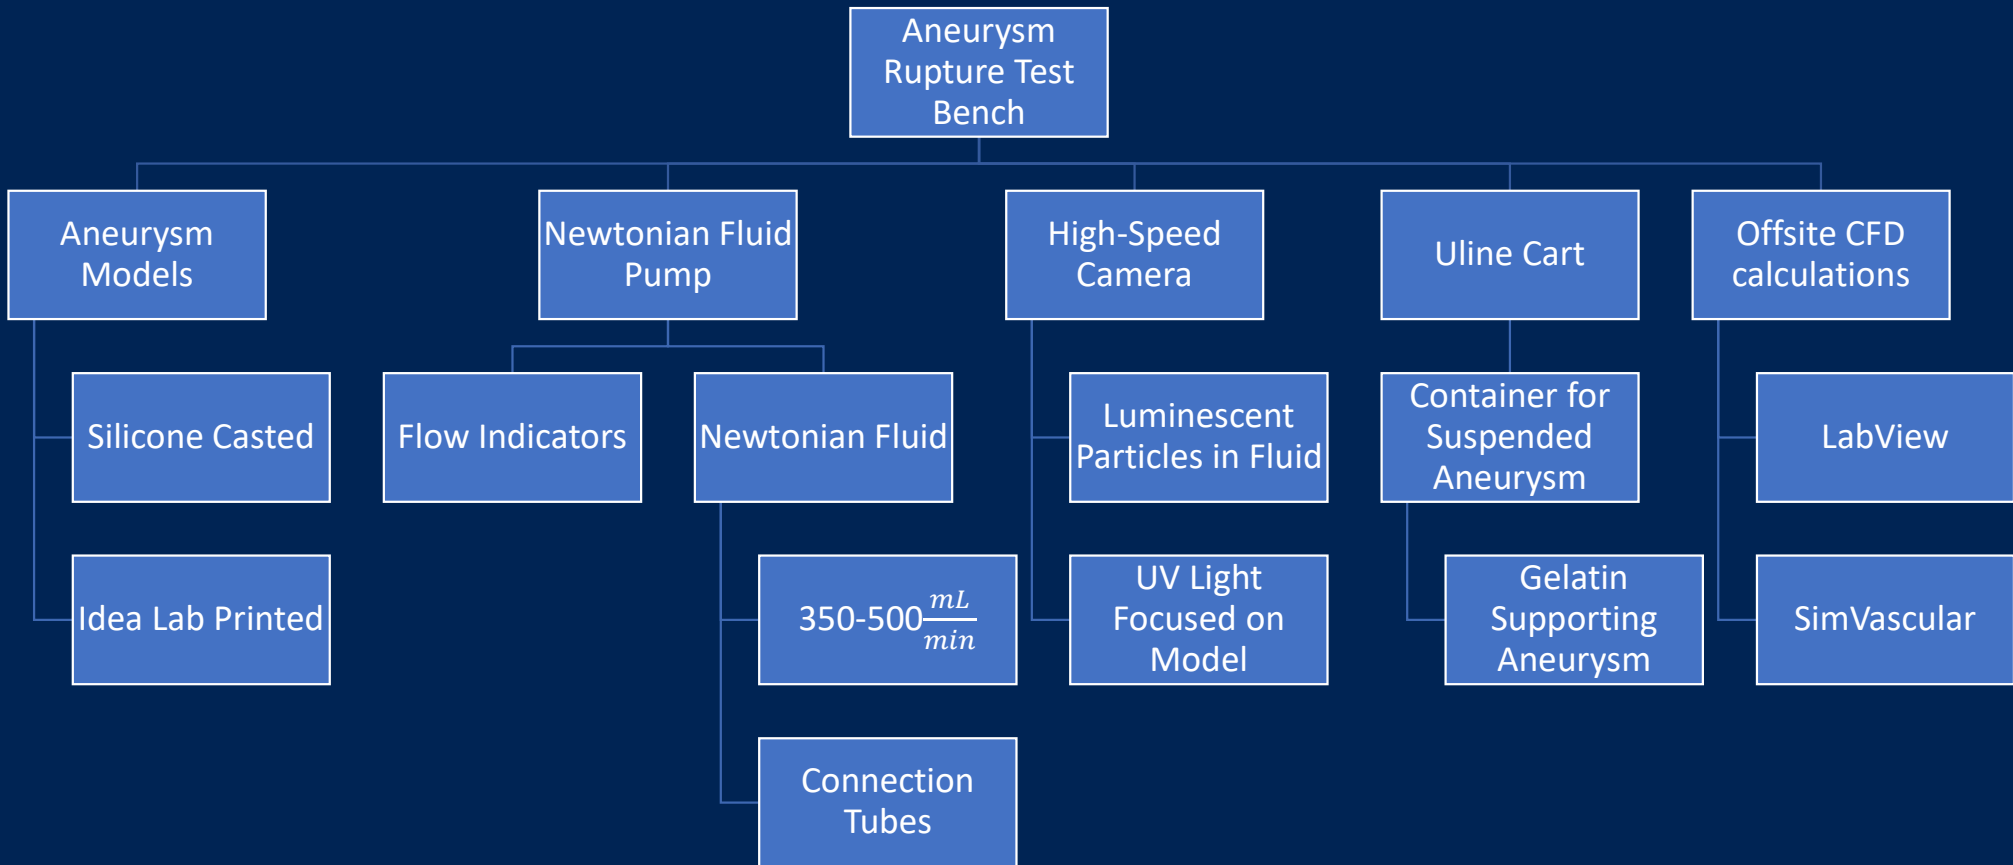 Aneurysm
Rupture Test
Bench
Aneurysm
Models
Newtonian Fluid
Pump
High-Speed
Camera
Uline Cart
Offsite CFD
calculations
Silicone Casted
Flow Indicators
Newtonian Fluid
Luminescent
Particles in Fluid
Container for
Suspended
Aneurysm
LabView
Idea Lab Printed
350-500 mL/min
UV Light
Focused on
Model
Gelatin
Supporting
Aneurysm
SimVascular
Connection
Tubes